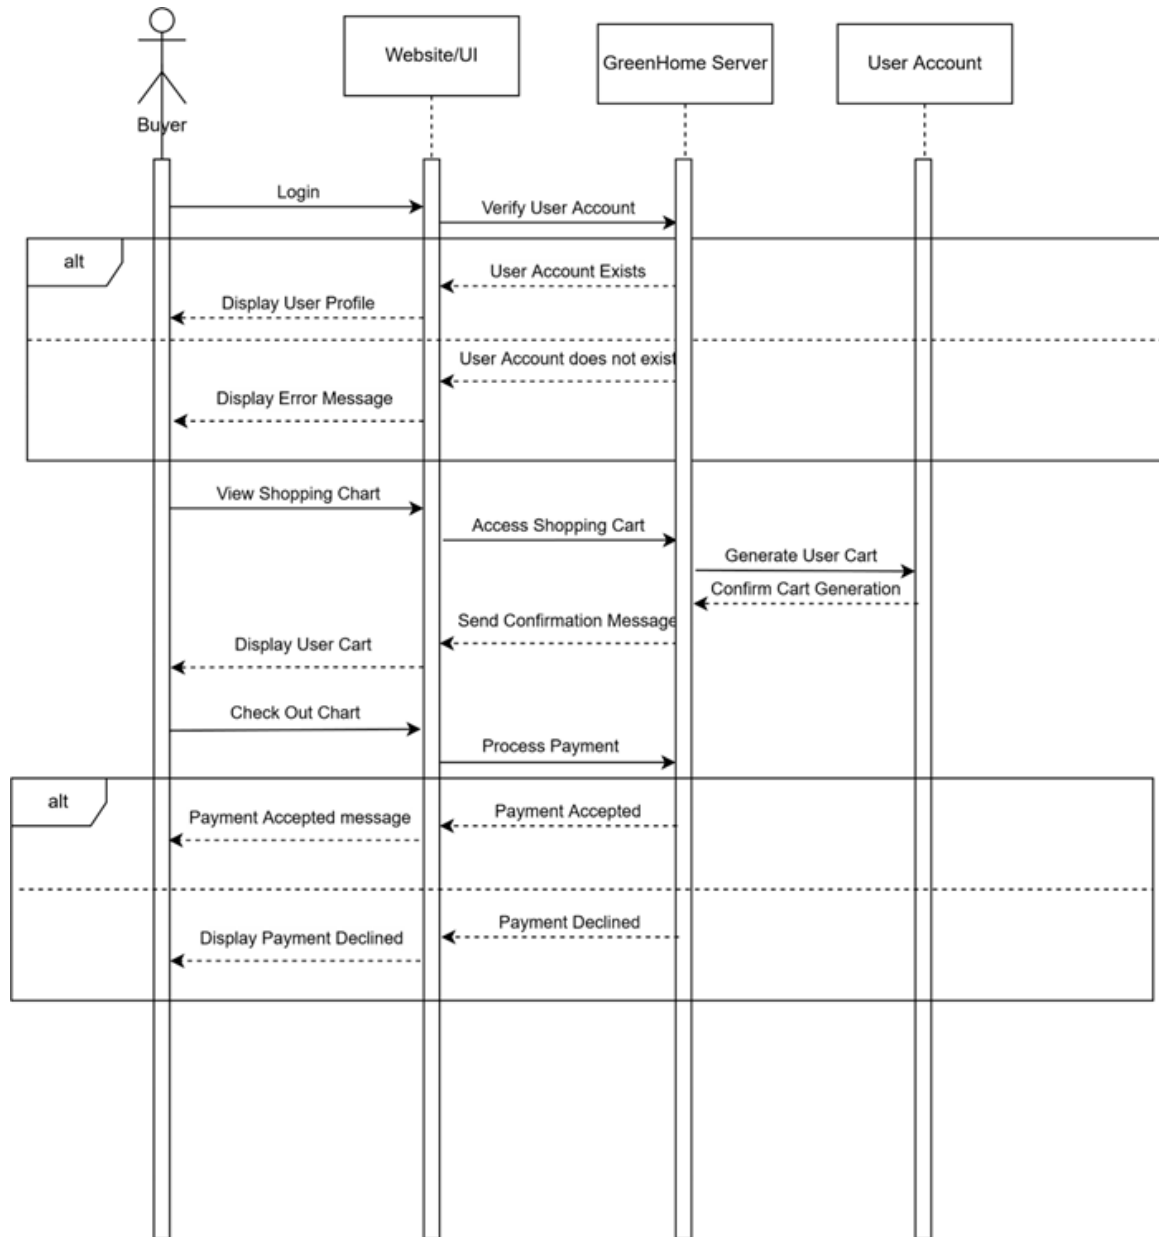 Buyer
Website/UI
GreenHome Server
User Account
Login
Verify User Account
alt
User Account Exists
Display User Profile
User Account does not exist
Display Error Message
View Shopping Chart
Access Shopping Cart
Generate User Cart
Confirm Cart Generation
Send Confirmation Message
Display User Cart
Check Out Chart
Process Payment
alt
Payment Accepted
Payment Accepted message
Payment Declined
Display Payment Declined